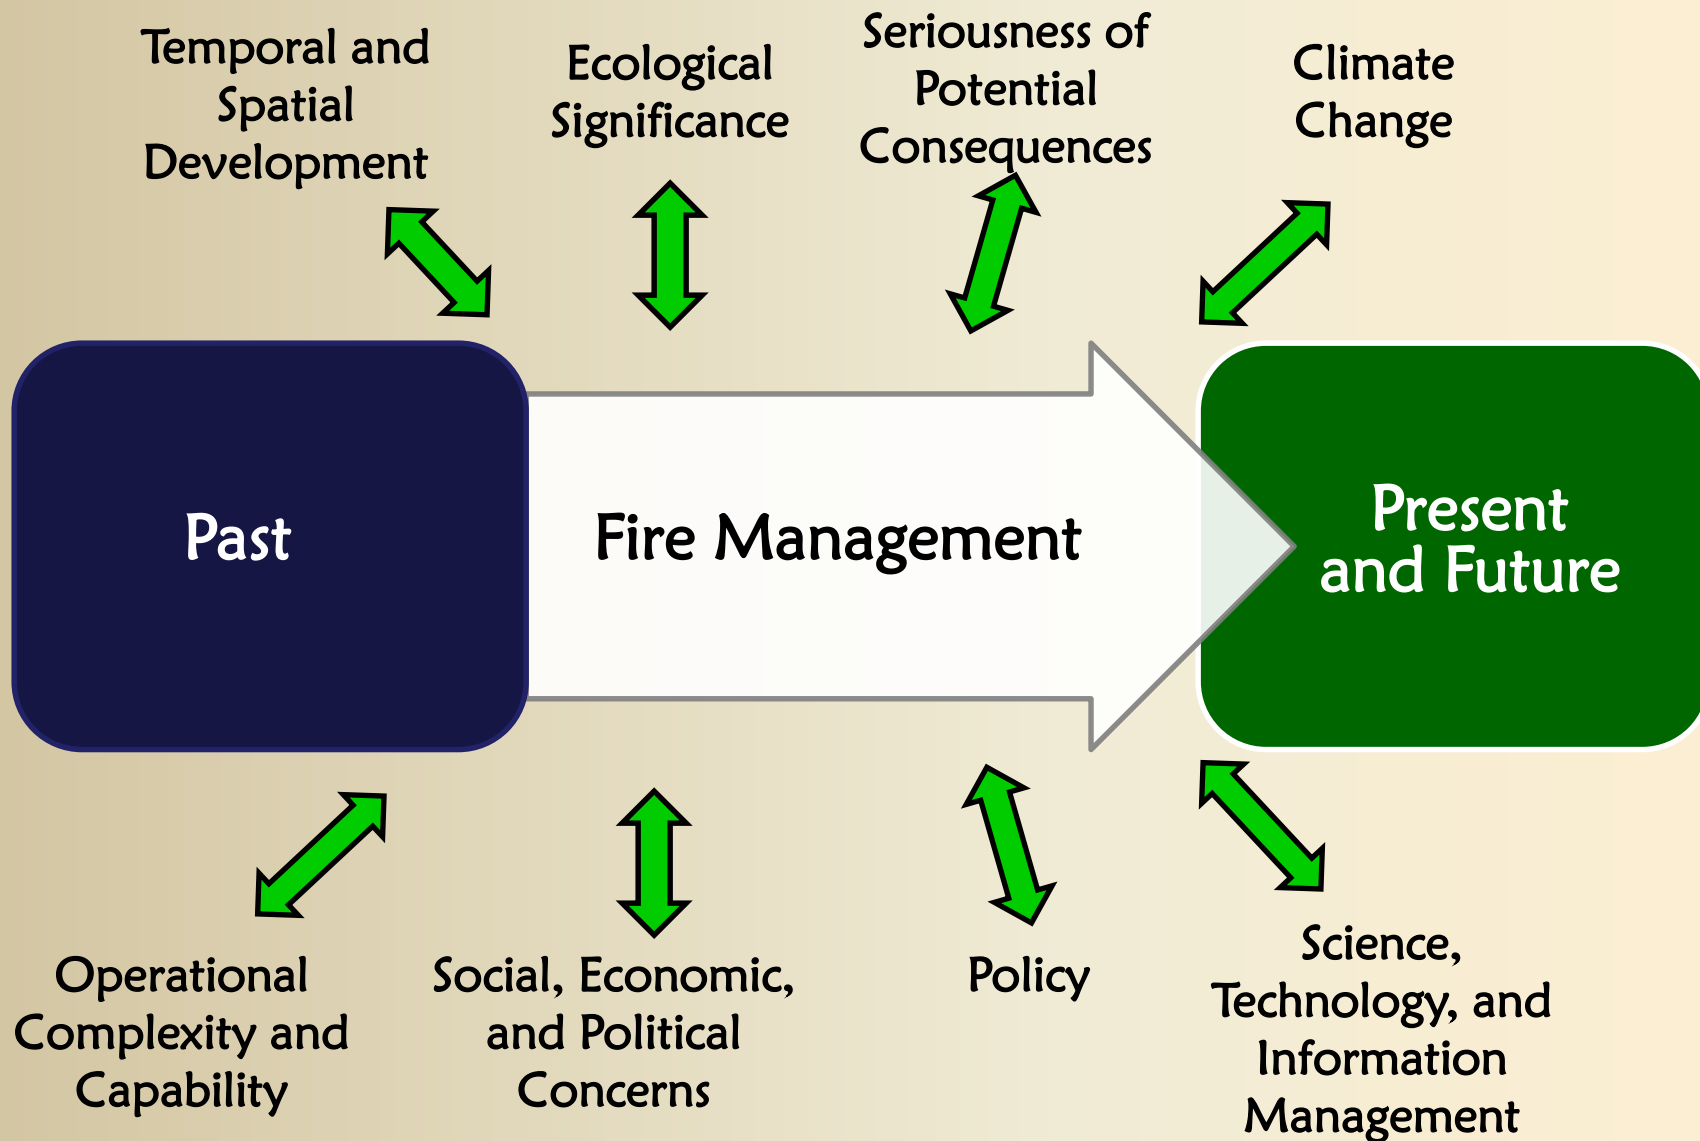 Temporal and
Spatial
Development
Ecological
Significance
Seriousness of
Potential
Consequences
Climate
Change
Past
Fire Management
Present
and Future
Operational
Complexity and
Capability
Social, Economic,
and Political
Concerns
Policy
Science,
Technology, and
Information
Management